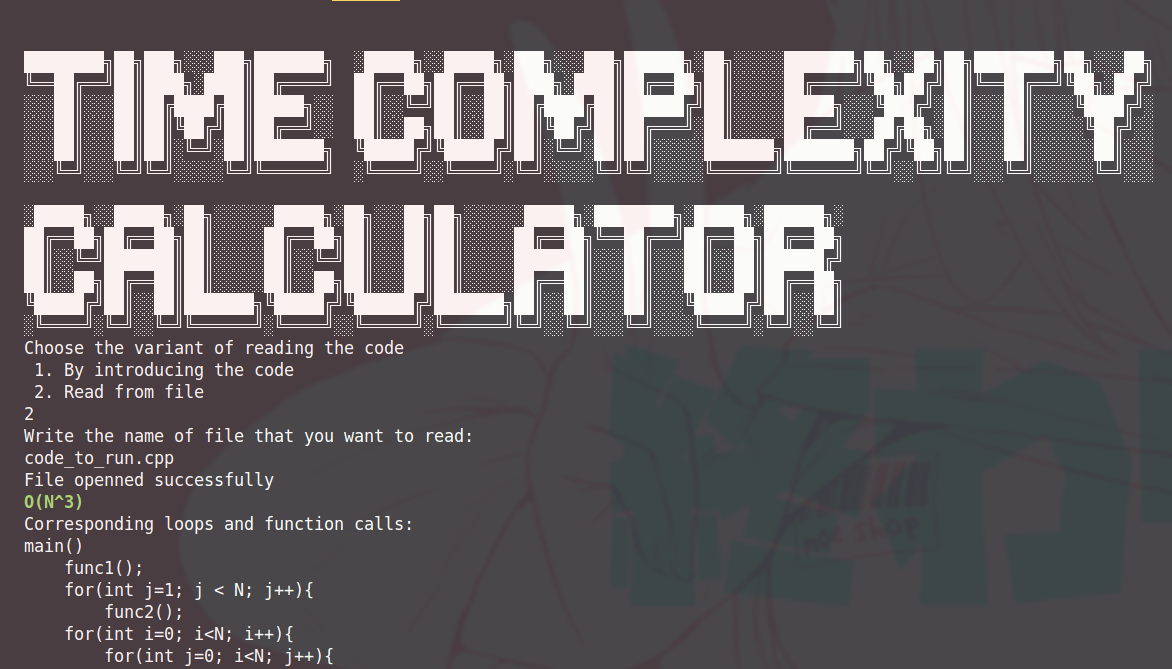 TIME COMPLEXITY
CALCULATOR
Choose the variant of reading the code
1. By introducing the code
2. Read from file
2
Write the name of file that you want to read:
code_to_run.cpp
File openned successfully
O(N^3)
Corresponding loops and function calls:
main()
func1();
for(int j=1; j < N; j++){
func2();
for(int i=0; i<N; i++){
for(int j=0; i<N; j++){